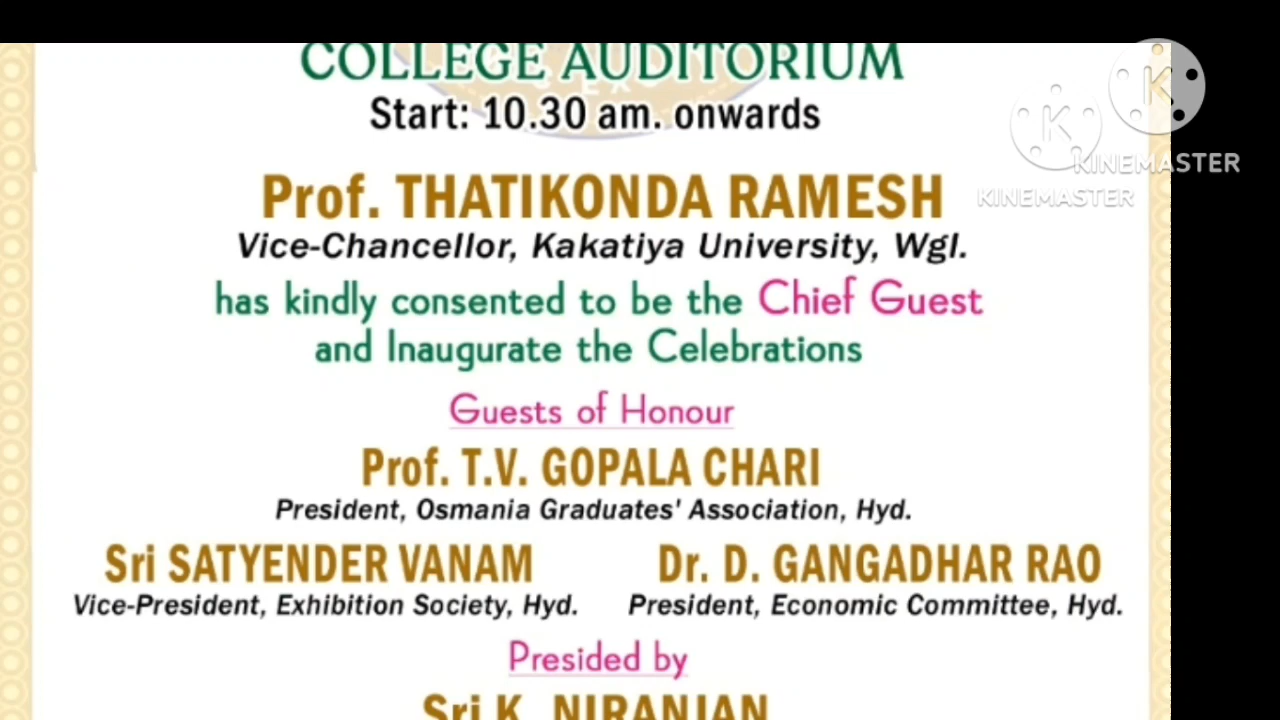 COLLEGE AUDITORIUM
Start: 10.30 am. onwards
KINEMASTER
KINEMASTER
Prof. THATIKONDA RAMESH
Vice-Chancellor, Kakatiya University, Wgl.
has kindly consented to be the Chief Guest
and Inaugurate the Celebrations
Guests of Honour
Prof. T.V. GOPALA CHARI
President, Osmania Graduates' Association, Hyd.
Sri SATYENDER VANAM
Vice-President, Exhibition Society, Hyd.
Dr. D. GANGADHAR RAO
President, Economic Committee, Hyd.
Presided by
Sri K. NIRANJAN